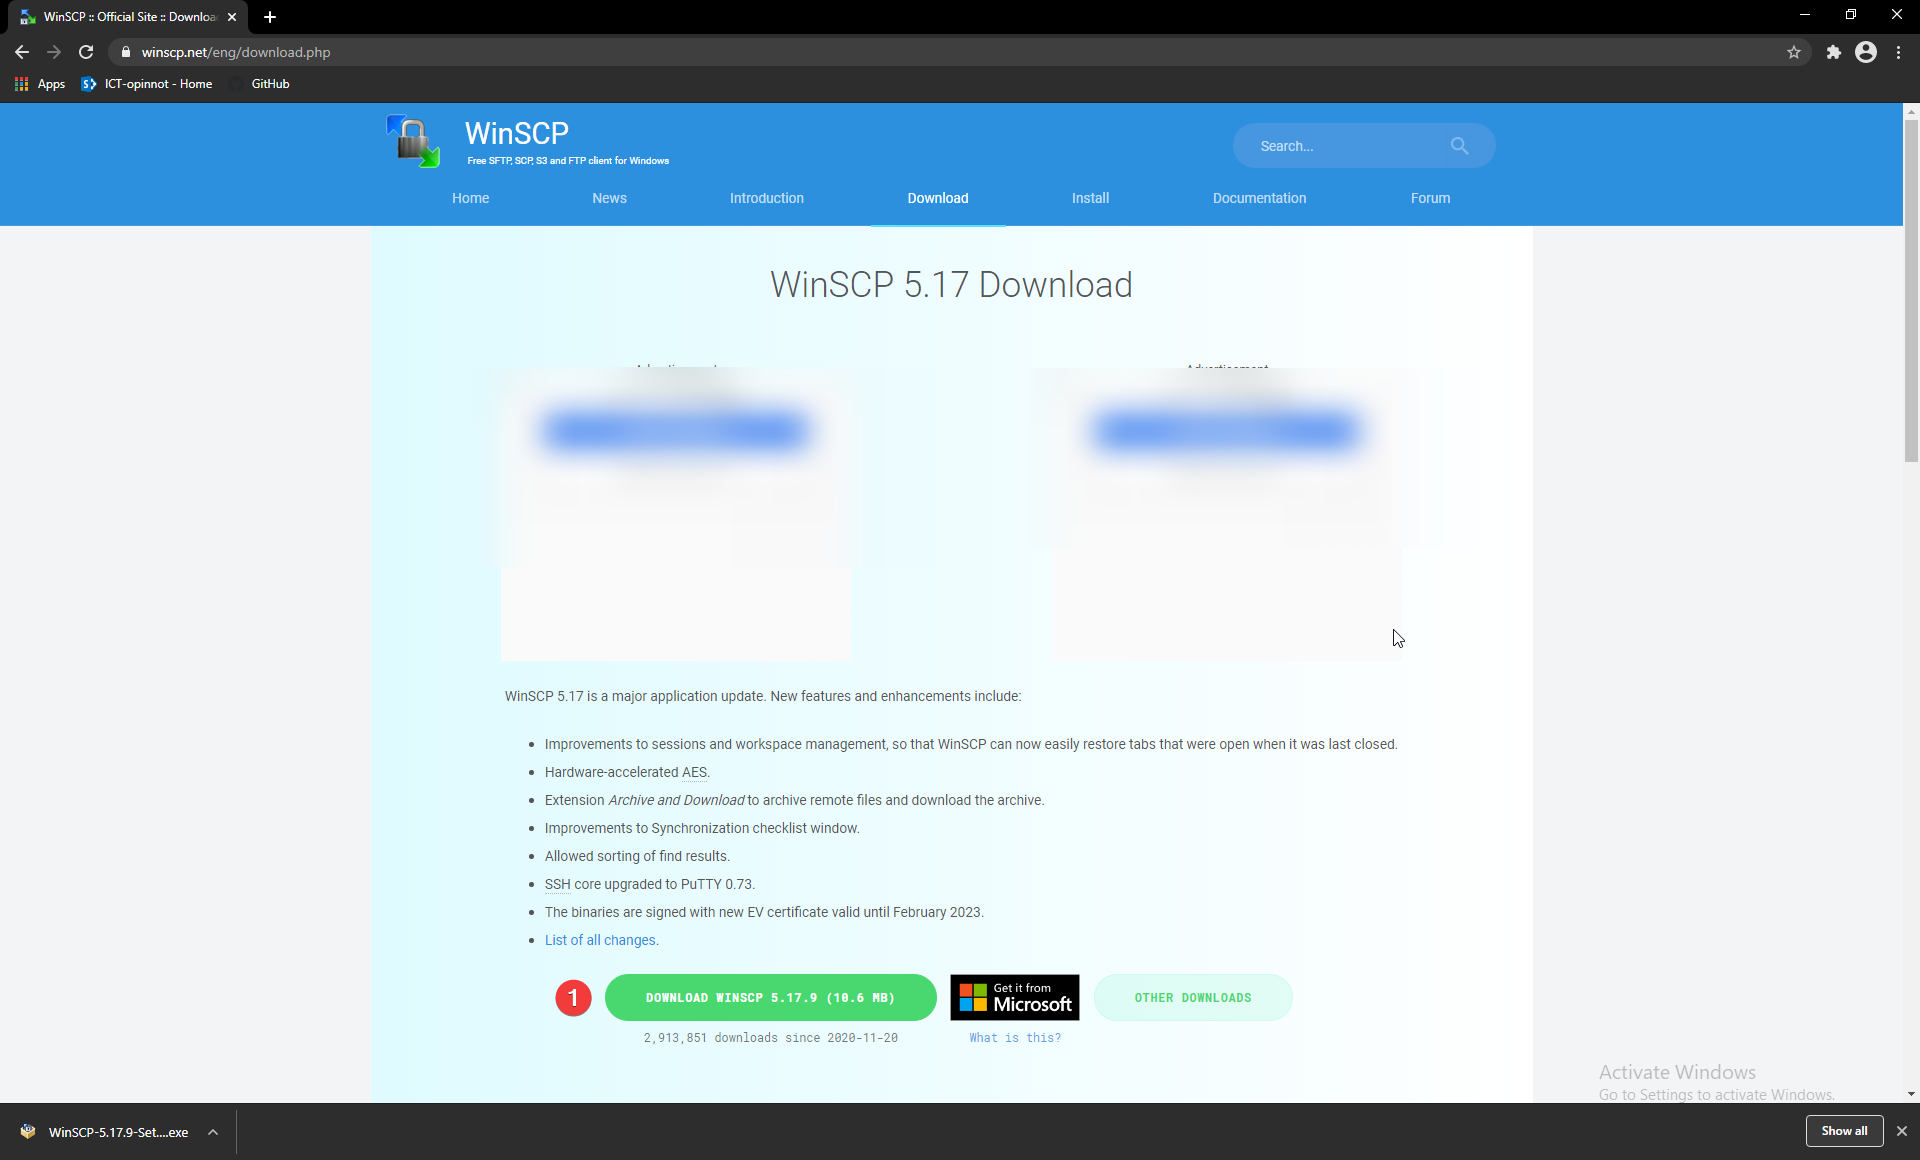 WinSCP :: Official Site :: Downloa
winscp.net/eng/download.php
Apps
ICT-opinnot - Home
GitHub
WinSCP
Free SFTP, SCP, S3 and FTP client for Windows
Search...
Home
News
Introduction
Download
Install
Documentation
Forum
WinSCP 5.17 Download
Advertisement
Advertisement
WinSCP 5.17 is a major application update. New features and enhancements include:
Improvements to sessions and workspace management, so that WinSCP can now easily restore tabs that were open when it was last closed.
Hardware-accelerated AES.
Extension Archive and Download to archive remote files and download the archive.
Improvements to Synchronization checklist window.
Allowed sorting of find results.
SSH core upgraded to PuTTY 0.73.
The binaries are signed with new EV certificate valid until February 2023.
List of all changes.
1
DOWNLOAD WINSCP 5.17.9 (10.6 MB)
Get it from
Microsoft
OTHER DOWNLOADS
2,913,851 downloads since 2020-11-20
What is this?
Activate Windows
Go to Settings to activate Windows.
WinSCP-5.17.9-Set....exe
Show all